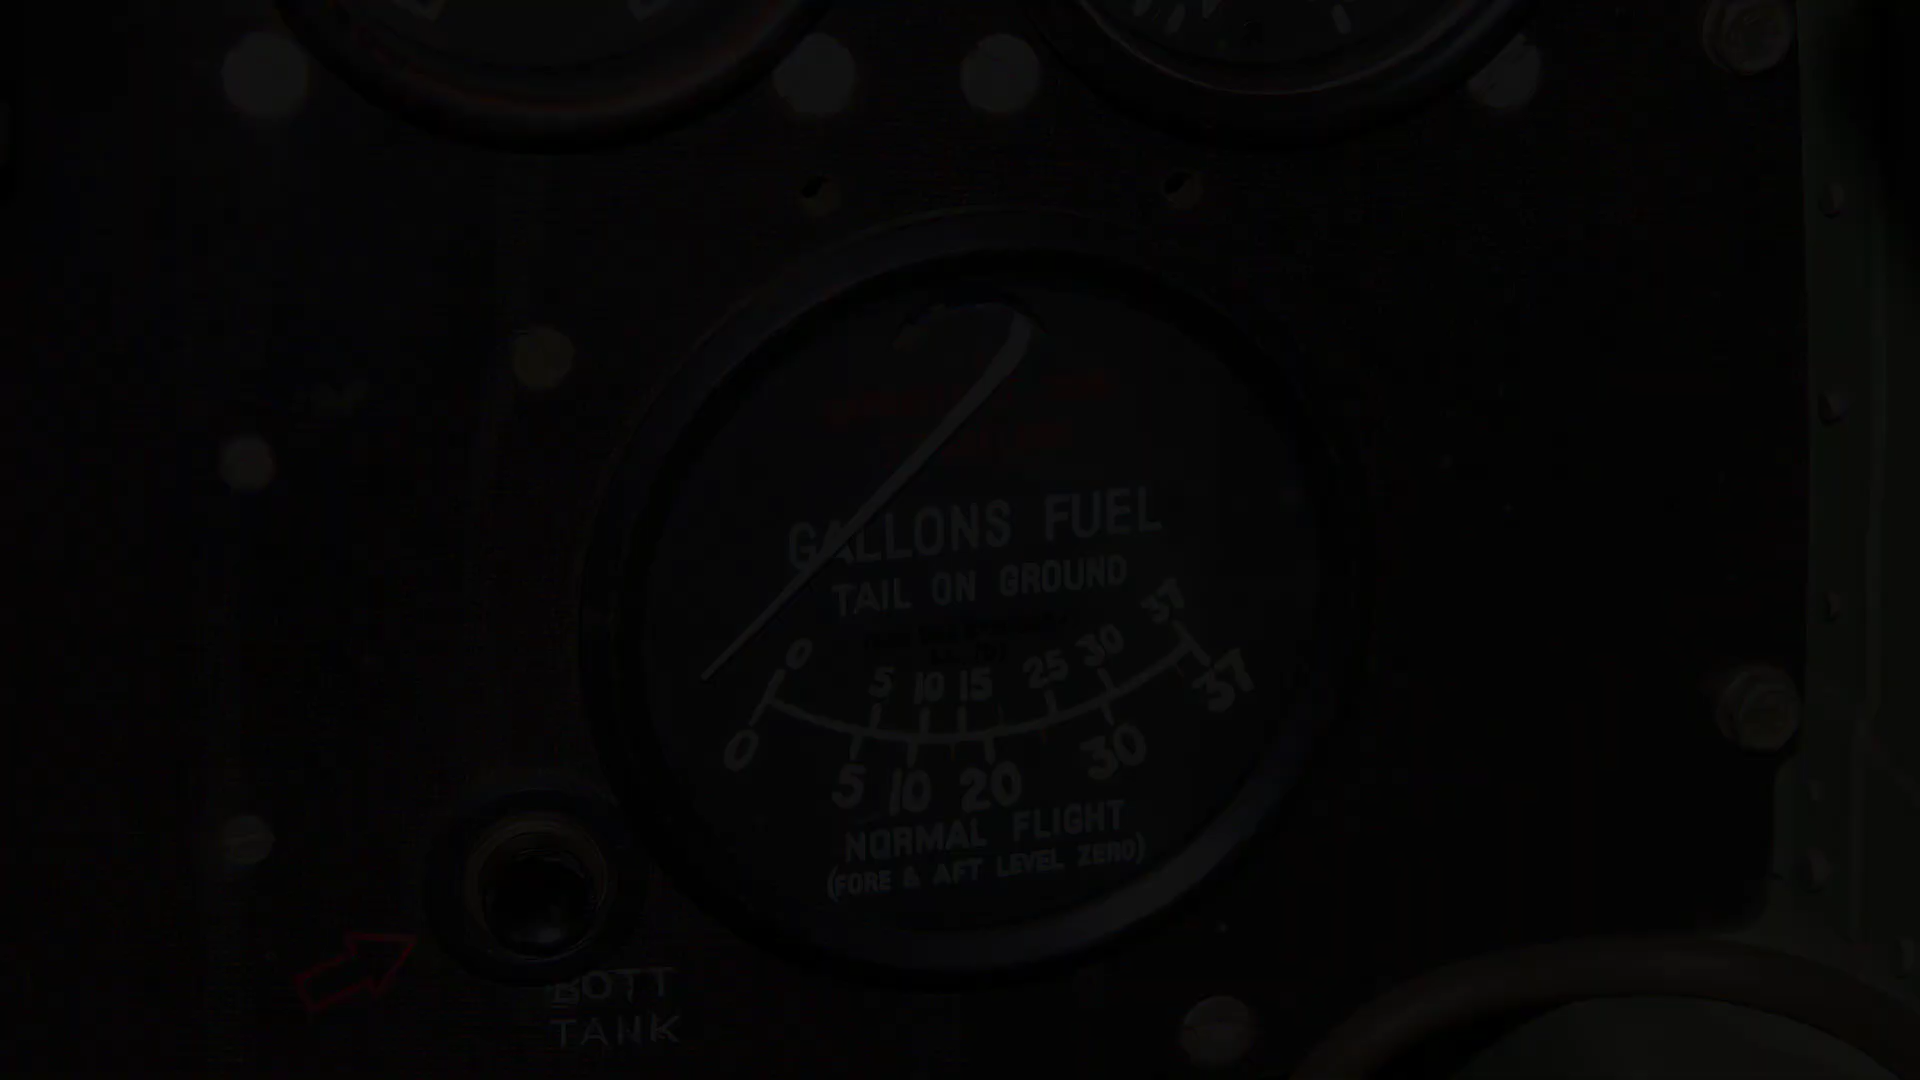 GALLONS FUEL
TAIL ON GROUND
0 5 10 15 25 30 37
0 5 10 20 30 37
NORMAL FLIGHT
(FORE & AFT LEVEL ZERO)
BOTT
TANK